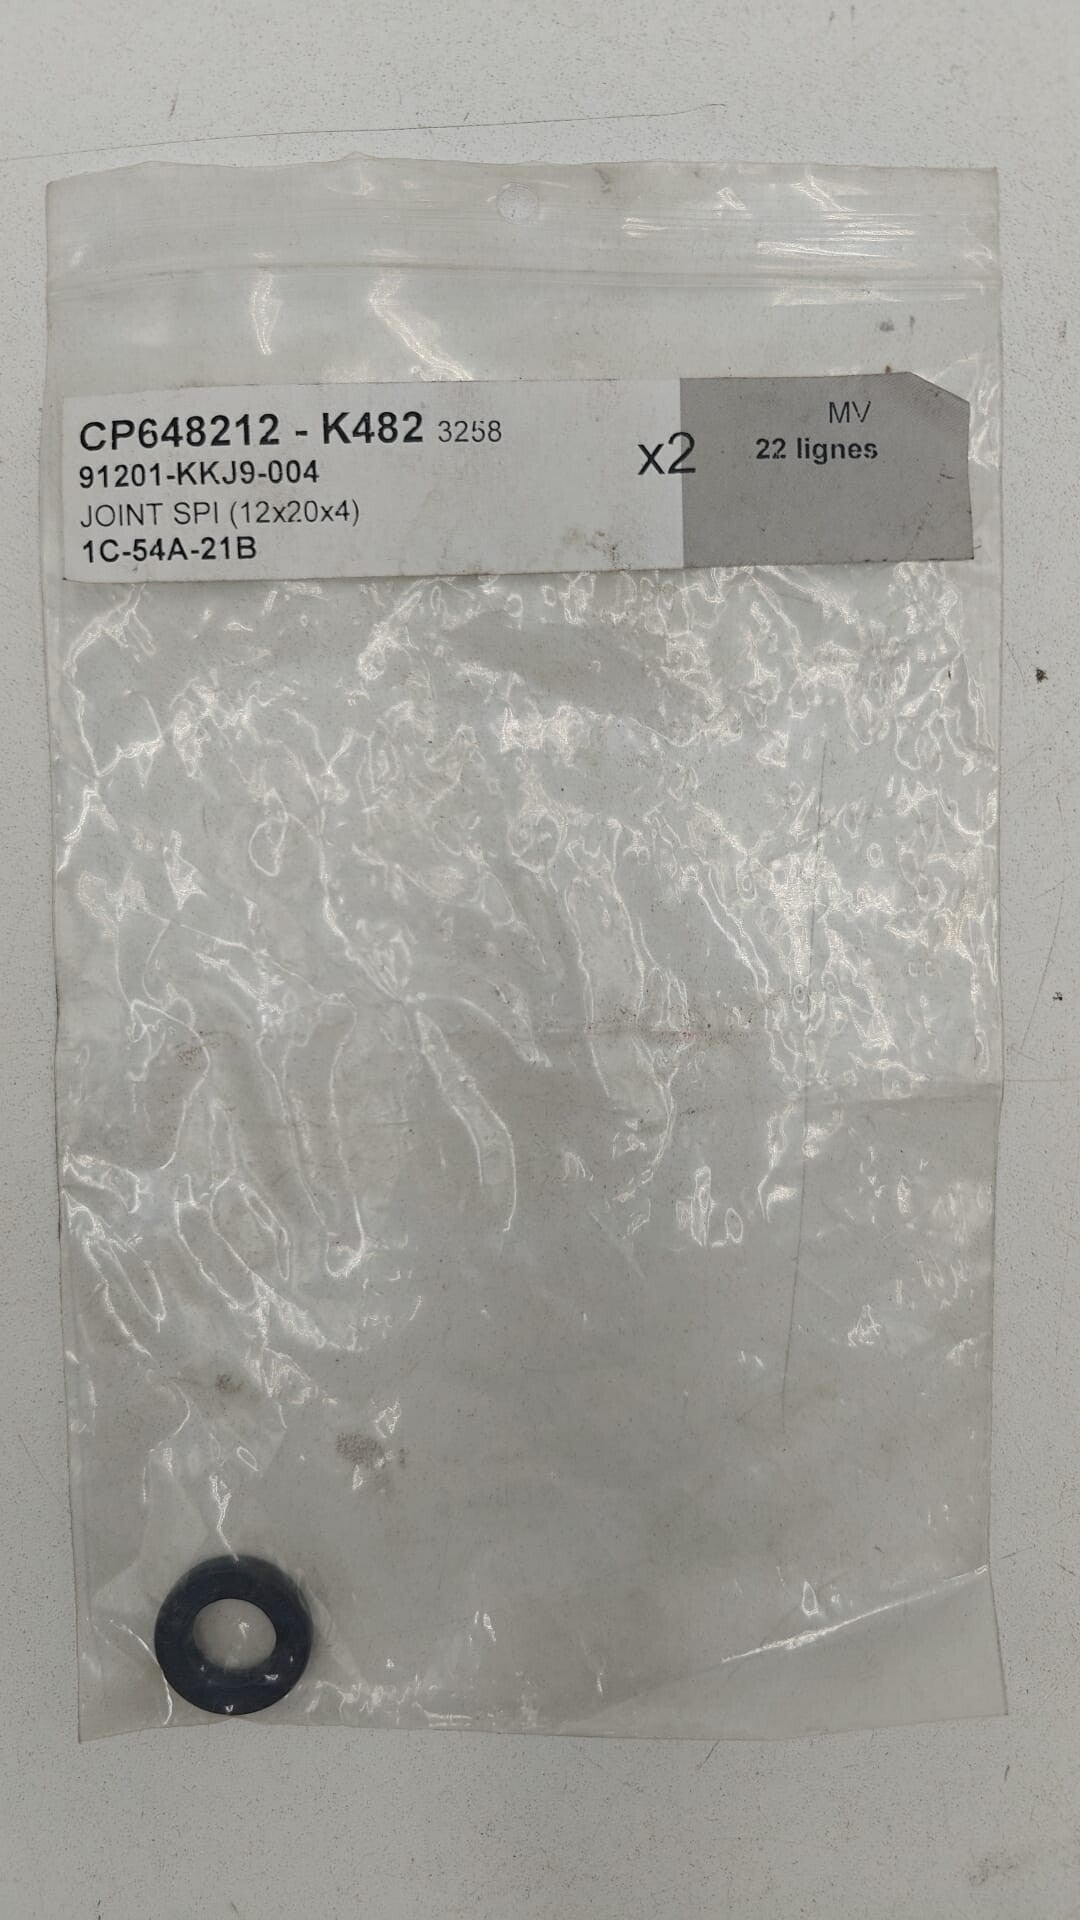 CP648212 - K482 3258
91201-KKJ9-004
JOINT SPI (12x20x4)
1C-54A-21B
x2
MV
22 lignes